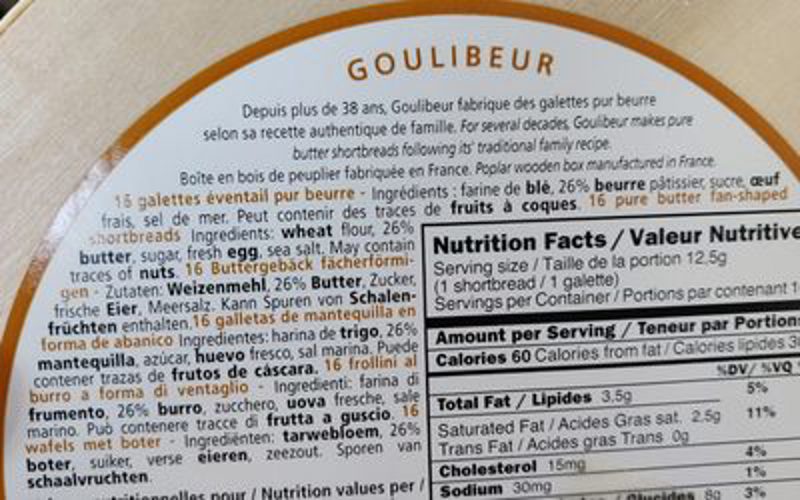 GOULIBEUR
Depuis plus de 38 ans, Goulibeur fabrique des galettes pur beurre
selon sa recette authentique de famille. For several decades, Goulibeur makes pure
butter shortbreads following its' traditional family recipe.
Boîte en bois de peuplier fabriquée en France. Poplar wooden box manufactured in France.
16 galettes éventail pur beurre - Ingrédients : farine de blé, 26% beurre pâtissier, sucre, œuf
frais, sel de mer. Peut contenir des traces de fruits à coques. 16 pure butter fan-shaped
shortbreads Ingredients: wheat flour, 26%
butter, sugar, fresh egg, sea salt. May contain
traces of nuts. 16 Buttergebäck fächerförmi-
gen - Zutaten: Weizenmehl, 26% Butter, Zucker,
frische Eier, Meersalz. Kann Spuren von Schalen-
früchten enthalten. 16 galletas de mantequilla en
forma de abanico Ingredientes: harina de trigo, 26%
mantequilla, azúcar, huevo fresco, sal marina. Puede
contener trazas de frutos de cáscara. 16 frollini al
burro a forma di ventaglio - Ingredienti: farina di
frumento, 26% burro, zucchero, uova fresche, sale
marino. Può contenere tracce di frutta a guscio. 16
wafels met boter - Ingrediënten: tarwebloem, 26%
boter, suiker, verse eieren, zeezout. Sporen van
schaalvruchten.
pour / Nutrition values per /
Nutrition Facts / Valeur Nutritive
Serving size / Taille de la portion 12,5g
(1 shortbread / 1 galette)
Servings per Container / Portions par contenant
Amount per Serving / Teneur par Portion
Calories 60 Calories from fat / Calories lipides
%DV/ %VQ
Total Fat / Lipides 3,5g 5%
Saturated Fat / Acides Gras sat. 2,5g 11%
Trans Fat / Acides gras Trans 0g
Cholesterol 15mg 4%
Sodium 30mg 1%
/ Glucides 8g 3%